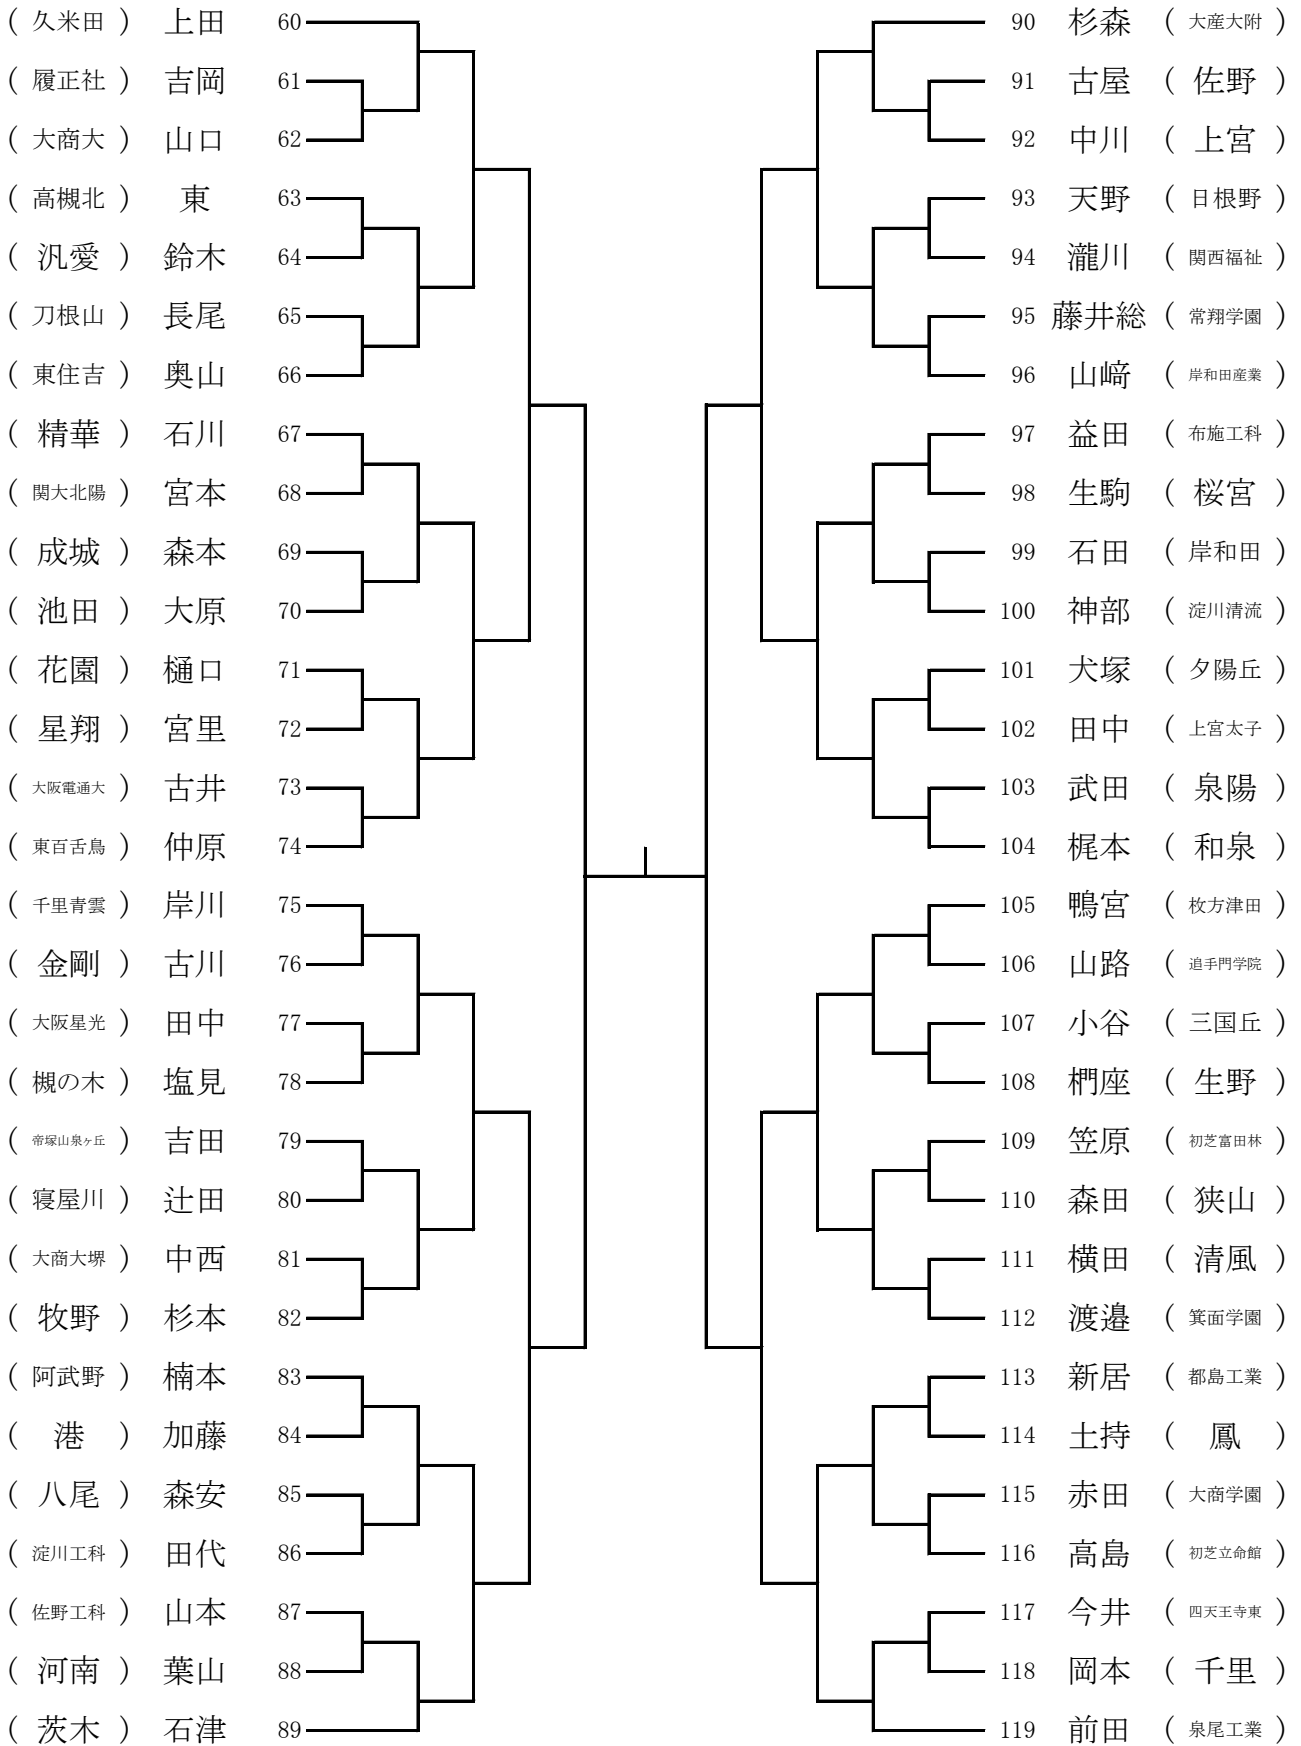 ( 久米田 ) 上田 60
( 履正社 ) 吉岡 61
( 大商大 ) 山口 62
( 高槻北 ) 東 63
( 汎愛 ) 鈴木 64
( 刀根山 ) 長尾 65
( 東住吉 ) 奥山 66
( 精華 ) 石川 67
( 関大北陽 ) 宮本 68
( 成城 ) 森本 69
( 池田 ) 大原 70
( 花園 ) 樋口 71
( 星翔 ) 宮里 72
( 大阪電通大 ) 古井 73
( 東百舌鳥 ) 仲原 74
( 千里青雲 ) 岸川 75
( 金剛 ) 古川 76
( 大阪星光 ) 田中 77
( 槻の木 ) 塩見 78
( 帝塚山泉ヶ丘 ) 吉田 79
( 寝屋川 ) 辻田 80
( 大商大堺 ) 中西 81
( 牧野 ) 杉本 82
( 阿武野 ) 楠本 83
( 港 ) 加藤 84
( 八尾 ) 森安 85
( 淀川工科 ) 田代 86
( 佐野工科 ) 山本 87
( 河南 ) 葉山 88
( 茨木 ) 石津 89
90 杉森 ( 大産大附 )
91 古屋 ( 佐野 )
92 中川 ( 上宮 )
93 天野 ( 日根野 )
94 瀧川 ( 関西福祉 )
95 藤井総 ( 常翔学園 )
96 山﨑 ( 岸和田産業 )
97 益田 ( 布施工科 )
98 生駒 ( 桜宮 )
99 石田 ( 岸和田 )
100 神部 ( 淀川清流 )
101 犬塚 ( 夕陽丘 )
102 田中 ( 上宮太子 )
103 武田 ( 泉陽 )
104 梶本 ( 和泉 )
105 鴨宮 ( 枚方津田 )
106 山路 ( 追手門学院 )
107 小谷 ( 三国丘 )
108 椚座 ( 生野 )
109 笠原 ( 初芝富田林 )
110 森田 ( 狭山 )
111 横田 ( 清風 )
112 渡邉 ( 箕面学園 )
113 新居 ( 都島工業 )
114 土持 ( 鳳 )
115 赤田 ( 大商学園 )
116 高島 ( 初芝立命館 )
117 今井 ( 四天王寺東 )
118 岡本 ( 千里 )
119 前田 ( 泉尾工業 )